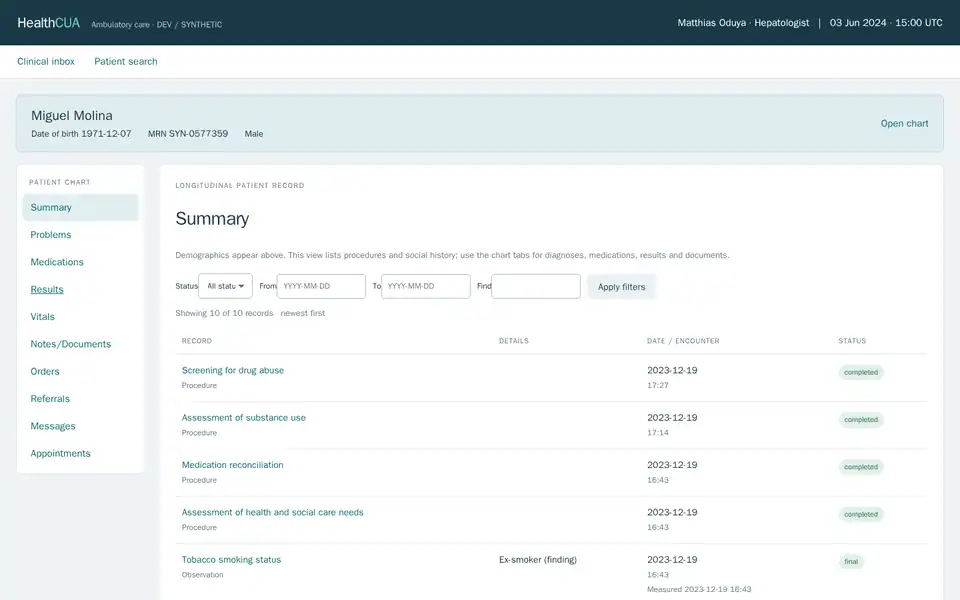 HealthCUA Ambulatory care · DEV / SYNTHETIC Matthias Oduya · Hepatologist | 03 Jun 2024 · 15:00 UTC
Clinical inbox Patient search
Miguel Molina
Date of birth 1971-12-07 MRN SYN-0577359 Male
Open chart
PATIENT CHART
Summary
Problems
Medications
Results
Vitals
Notes/Documents
Orders
Referrals
Messages
Appointments
LONGITUDINAL PATIENT RECORD
Summary
Demographics appear above. This view lists procedures and social history; use the chart tabs for diagnoses, medications, results and documents.
Status All statu From YYYY-MM-DD To YYYY-MM-DD Find Apply filters
Showing 10 of 10 records newest first
RECORD DETAILS DATE / ENCOUNTER STATUS
Screening for drug abuse 2023-12-19 completed
Procedure 17:27
Assessment of substance use 2023-12-19 completed
Procedure 17:14
Medication reconciliation 2023-12-19 completed
Procedure 16:43
Assessment of health and social care needs 2023-12-19 completed
Procedure 16:43
Tobacco smoking status Ex-smoker (finding) 2023-12-19 final
Observation 16:43
Measured 2023-12-19 16:43